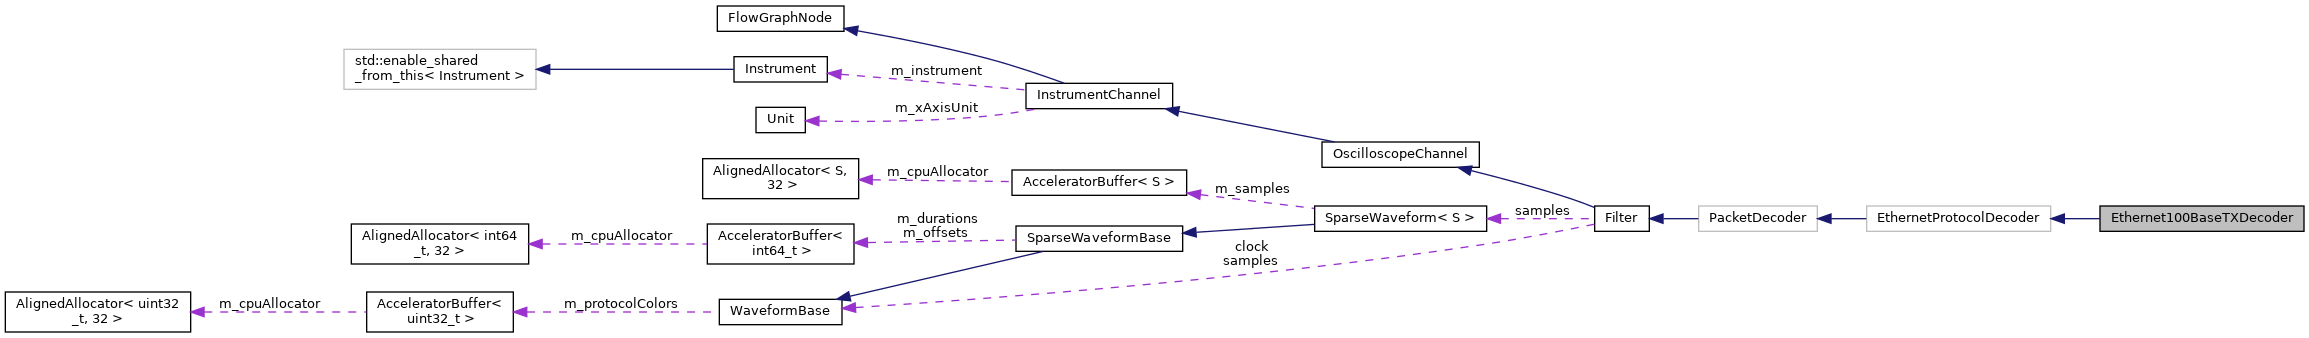 FlowGraphNode
std::enable_shared
_from_this< Instrument >
Instrument
m_instrument
InstrumentChannel
Unit
m_xAxisUnit
OscilloscopeChannel
AlignedAllocator< S,
32 >
m_cpuAllocator
AcceleratorBuffer< S >
m_samples
SparseWaveform< S >
samples
Filter
PacketDecoder
EthernetProtocolDecoder
Ethernet100BaseTXDecoder
AlignedAllocator< int64
_t, 32 >
m_cpuAllocator
AcceleratorBuffer<
int64_t >
m_durations
m_offsets
SparseWaveformBase
clock
samples
AlignedAllocator< uint32
_t, 32 >
m_cpuAllocator
AcceleratorBuffer<
uint32_t >
m_protocolColors
WaveformBase